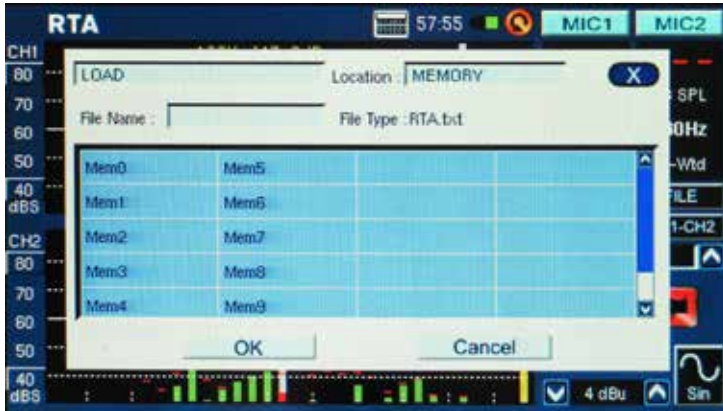 RTA 57:55 MIC1 MIC2
CH1
80
70
60
50
40
dBS
CH2
80
70
60
50
40
dBS
LOAD Location : MEMORY X
File Name : File Type : RTA.txt
Mem0 Mem5
Mem1 Mem6
Mem2 Mem7
Mem3 Mem8
Mem4 Mem9
OK Cancel
SPL
0Hz
-Wtd
ILE
1-CH2
4 dBu
Sin